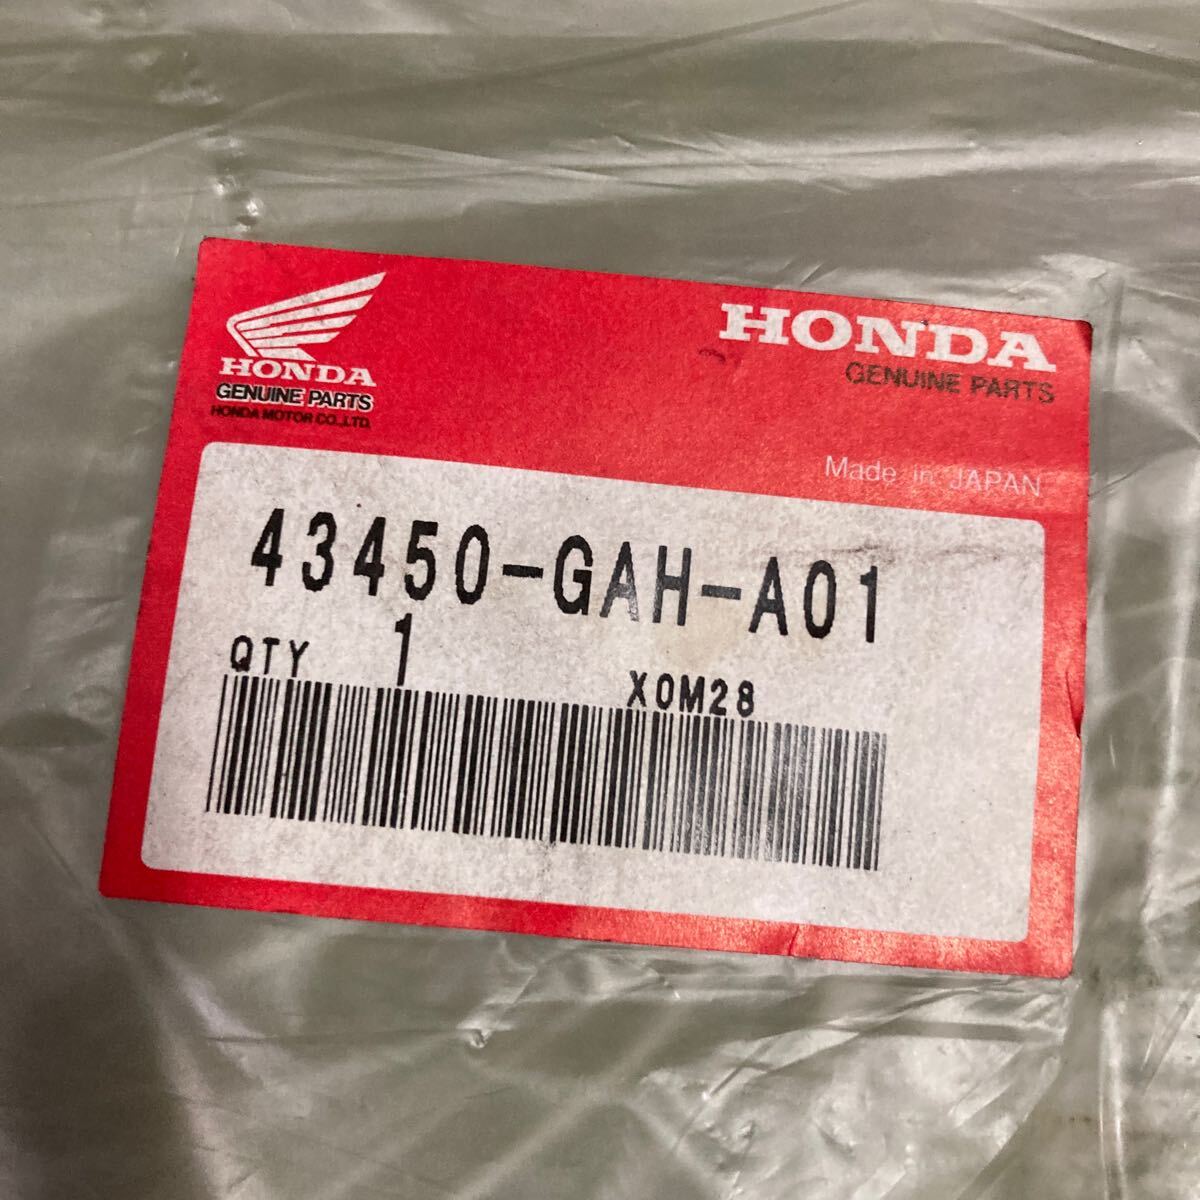 HONDA
GENUINE PARTS
HONDA MOTOR CO.,LTD.
HONDA
GENUINE PARTS
Made in JAPAN
43450-GAH-A01
QTY 1 X0M28